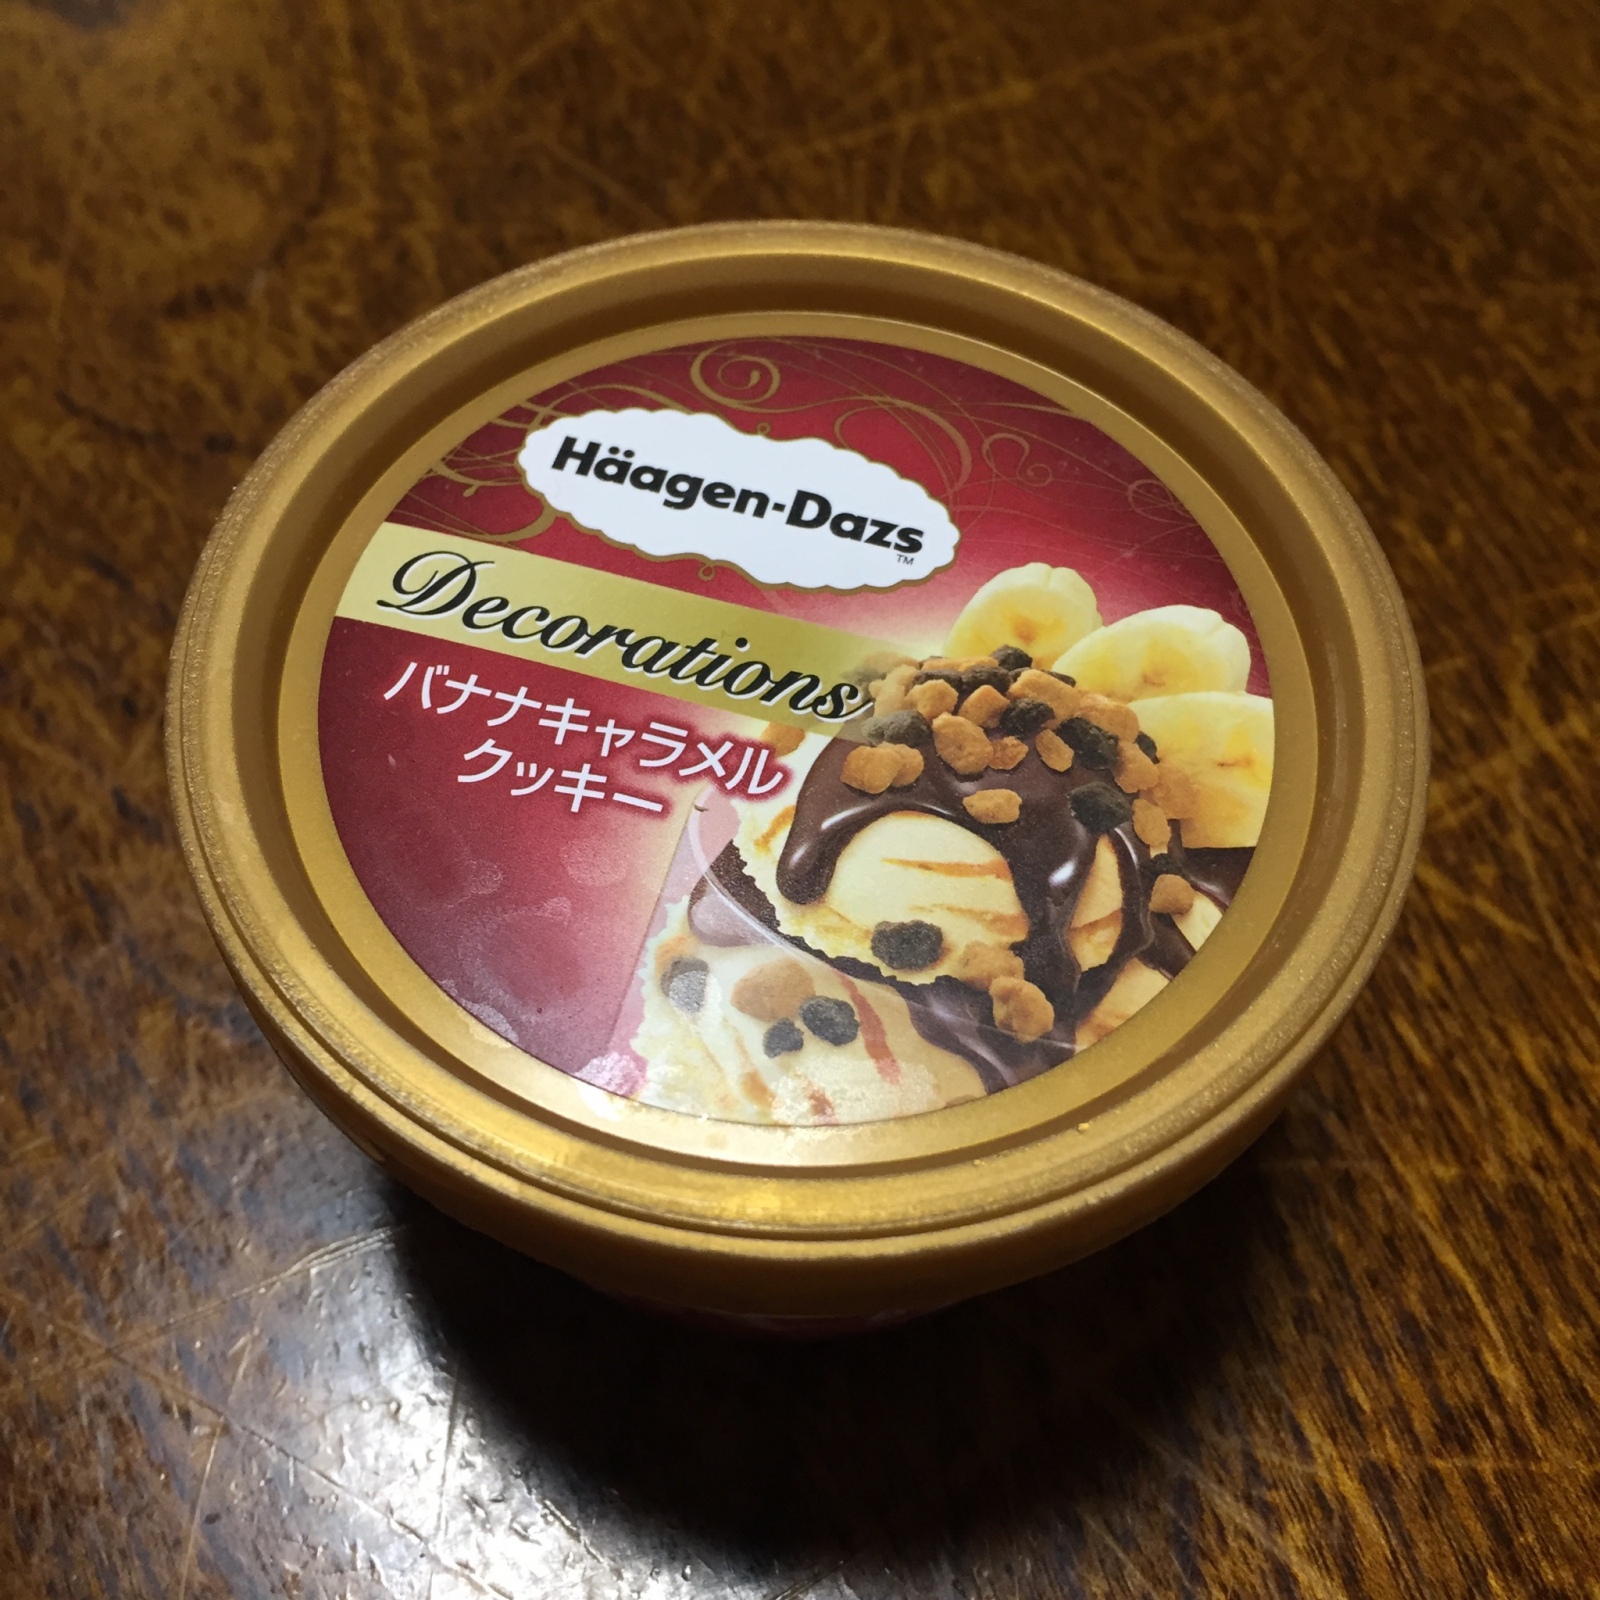 Häagen-Dazs
TM
Decorations
バナナキャラメル
クッキー